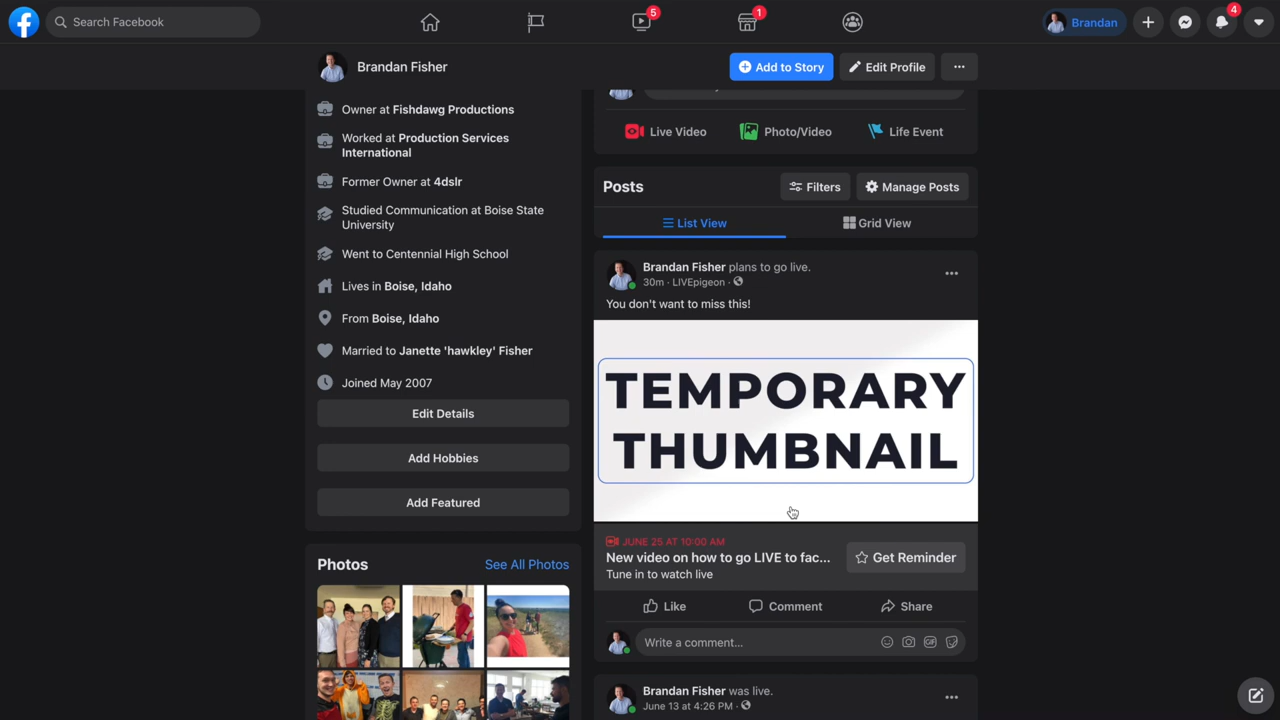 Search Facebook
5
1
Brandan
4
Brandan Fisher
Add to Story
Edit Profile
Owner at Fishdawg Productions
Worked at Production Services
International
Former Owner at 4dslr
Studied Communication at Boise State
University
Went to Centennial High School
Lives in Boise, Idaho
From Boise, Idaho
Married to Janette 'hawkley' Fisher
Joined May 2007
Edit Details
Add Hobbies
Add Featured
Photos
See All Photos
Live Video
Photo/Video
Life Event
Posts
Filters
Manage Posts
List View
Grid View
Brandan Fisher plans to go live.
30m · LIVEpigeon ·
You don't want to miss this!
TEMPORARY
THUMBNAIL
JUNE 25 AT 10:00 AM
New video on how to go LIVE to fac...
Tune in to watch live
Get Reminder
Like
Comment
Share
Write a comment...
GIF
Brandan Fisher was live.
June 13 at 4:26 PM ·